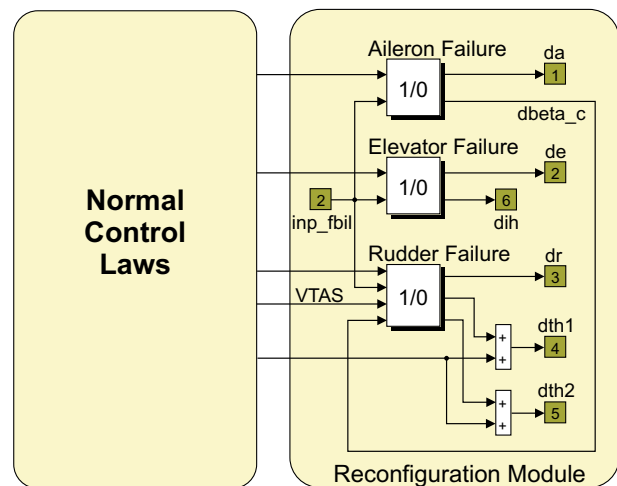 Normal
Control
Laws
Aileron Failure
da
1/0
1
dbeta_c
Elevator Failure
de
1/0
2
2
6
inp_fbil
dih
Rudder Failure
dr
VTAS
1/0
3
dth1
+
+
4
dth2
+
+
5
Reconfiguration Module